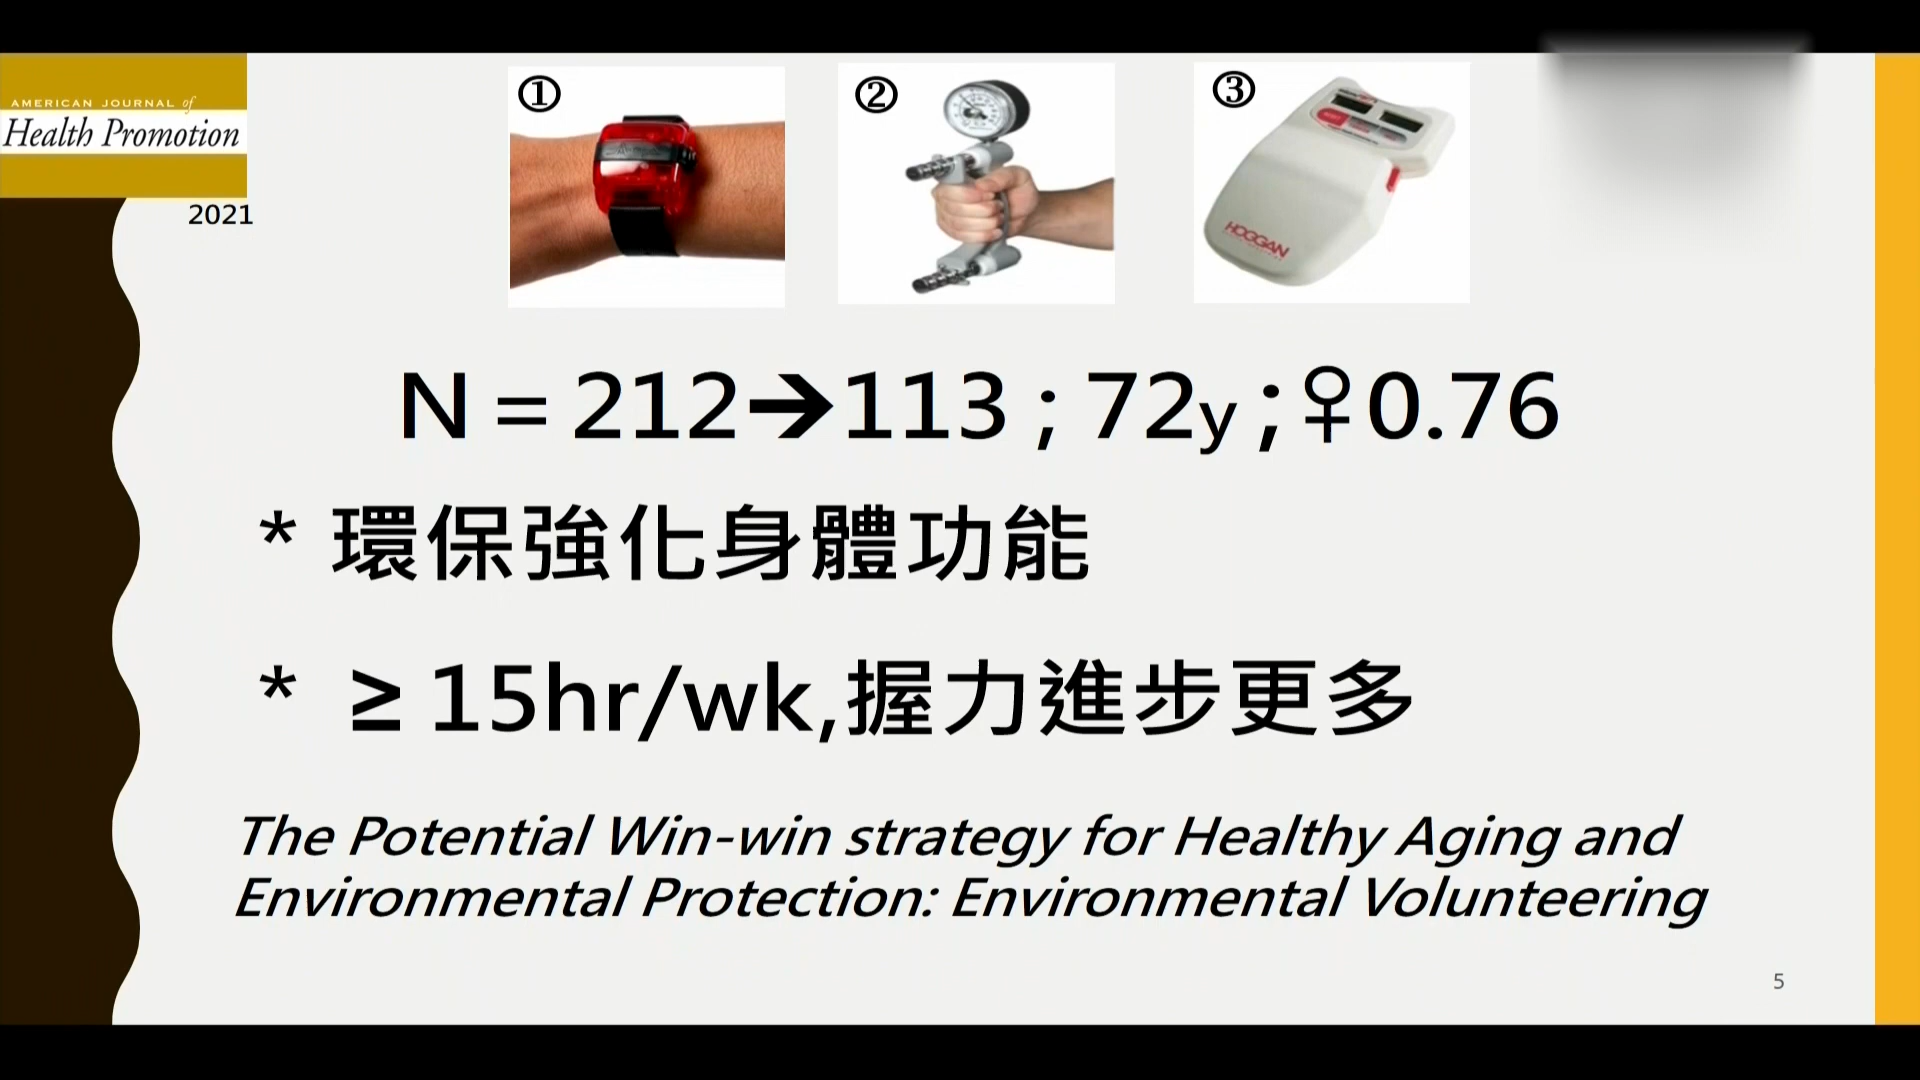 AMERICAN JOURNAL of
Health Promotion
2021
①
②
③
HOGGAN
N = 212➔113 ; 72y ;♀0.76
* 環保強化身體功能
* ≥ 15hr/wk,握力進步更多
The Potential Win-win strategy for Healthy Aging and
Environmental Protection: Environmental Volunteering
5